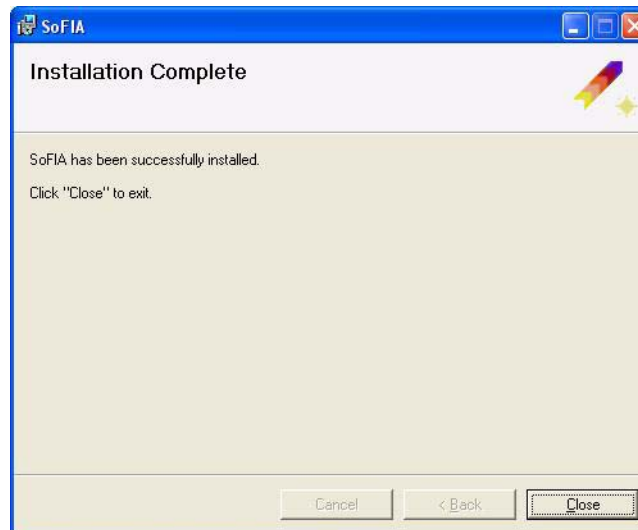 SoFIA
Installation Complete
SoFIA has been successfully installed.
Click "Close" to exit.
Cancel
< Back
Close